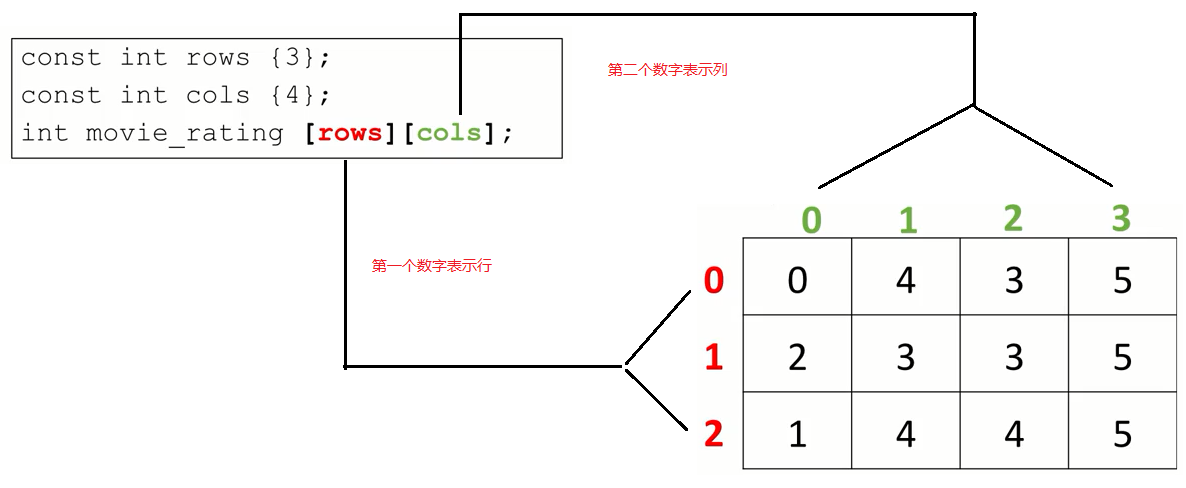 const int rows {3};
const int cols {4};
int movie_rating [rows][cols];
第二个数字表示列
第一个数字表示行
0 1 2 3
0 0 4 3 5
1 2 3 3 5
2 1 4 4 5